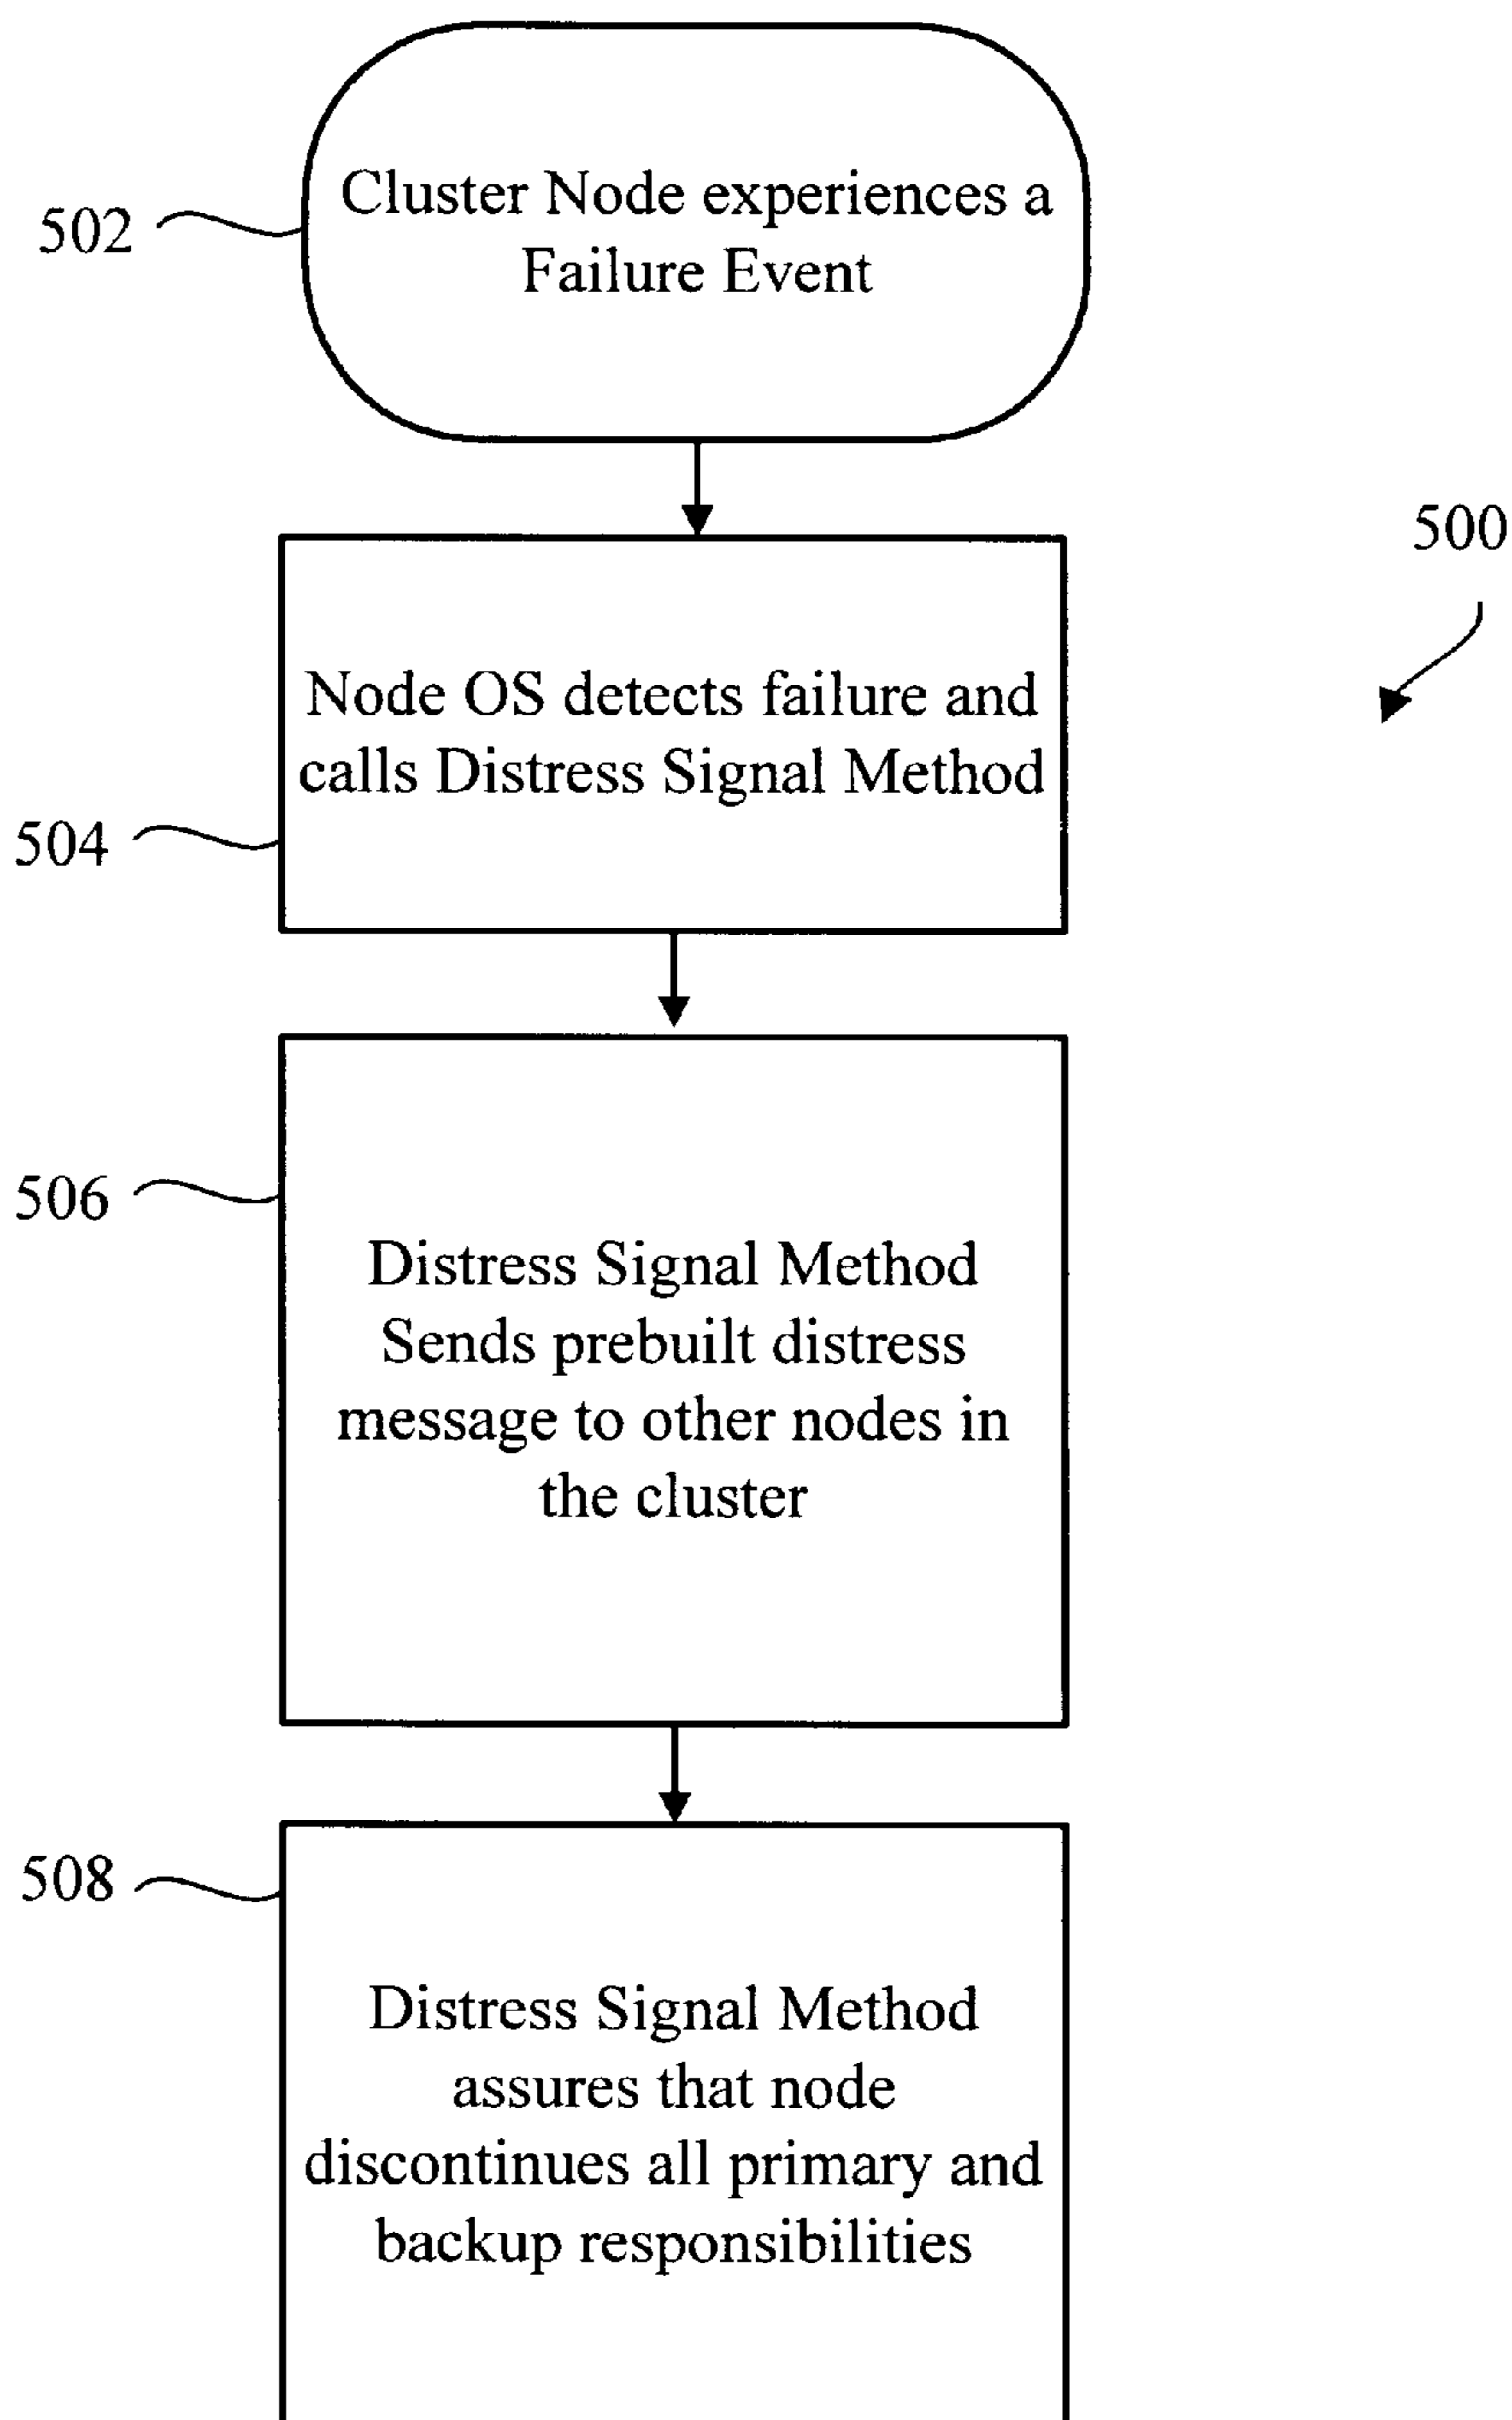 502
Cluster Node experiences a
Failure Event
500
Node OS detects failure and
calls Distress Signal Method
504
506
Distress Signal Method
Sends prebuilt distress
message to other nodes in
the cluster
508
Distress Signal Method
assures that node
discontinues all primary and
backup responsibilities